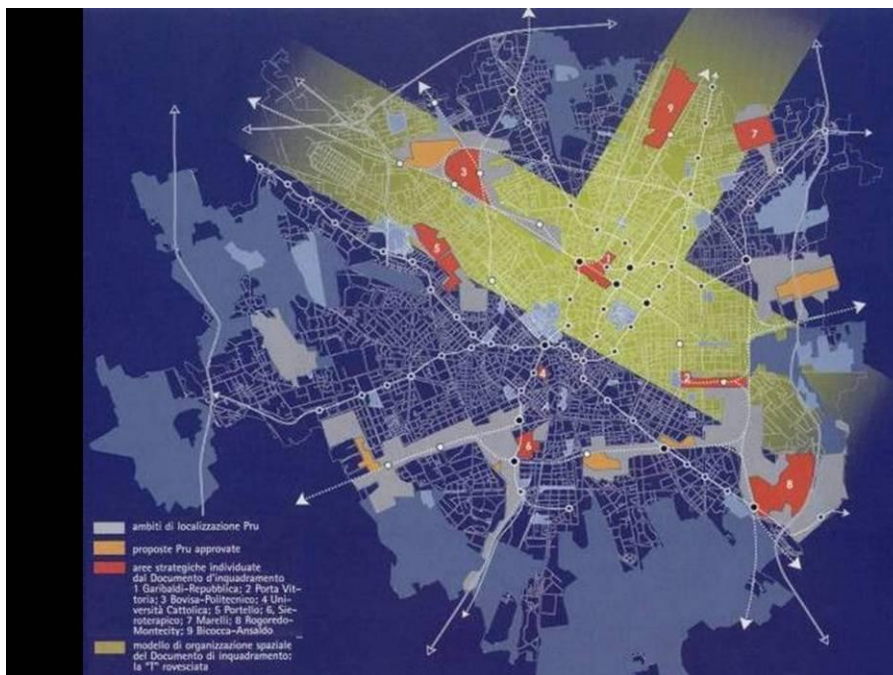 9
7
3
5
1
2
4
6
8
ambiti di localizzazione Pru
proposte Pru approvate
aree strategiche individuate
dal Documento d'inquadramento
1 Garibaldi-Repubblica; 2 Porta Vit-
toria; 3 Bovisa-Politecnico; 4 Uni-
versità Cattolica; 5 Portello; 6, Sie-
roterapico; 7 Marelli; 8 Rogoredo-
Montecity; 9 Bicocca-Ansaldo
modello di organizzazione spaziale
del Documento di inquadramento:
la "T" rovesciata